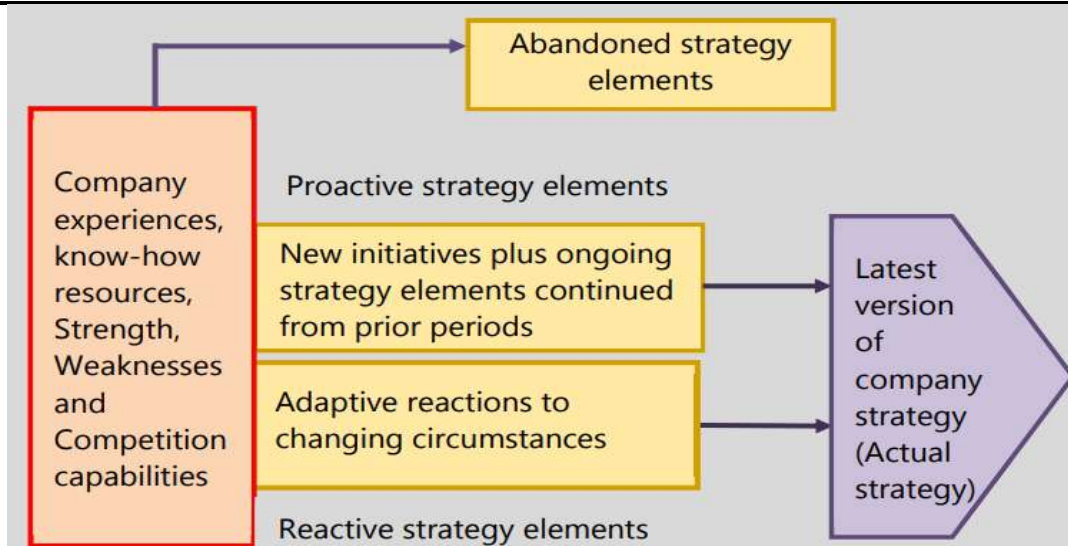 Abandoned strategy
elements
Company
experiences,
know-how
resources,
Strength,
Weaknesses
and
Competition
capabilities
Proactive strategy elements
New initiatives plus ongoing
strategy elements continued
from prior periods
Adaptive reactions to
changing circumstances
Reactive strategy elements
Latest
version
of
company
strategy
(Actual
strategy)